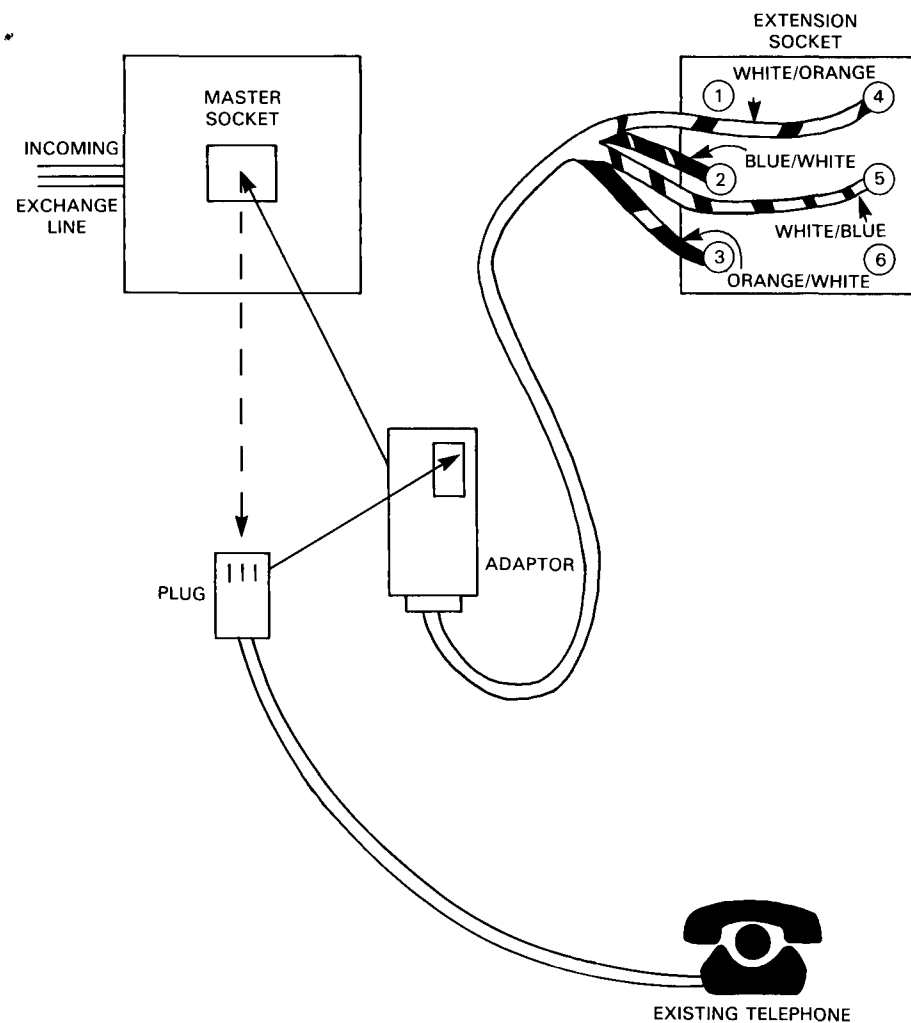 EXTENSION
SOCKET
MASTER
SOCKET
WHITE/ORANGE
1
4
INCOMING
EXCHANGE
LINE
BLUE/WHITE
2
5
WHITE/BLUE
3
6
ORANGE/WHITE
ADAPTOR
PLUG
EXISTING TELEPHONE